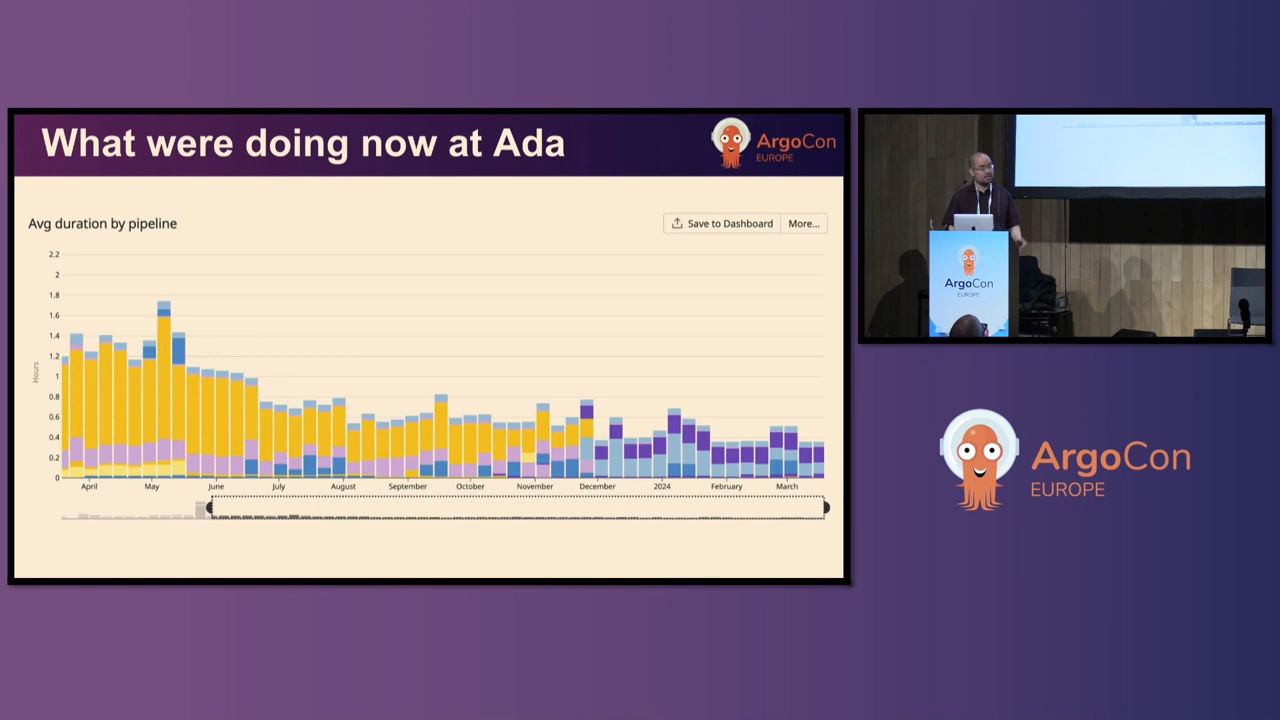 What were doing now at Ada
ArgoCon
EUROPE
Avg duration by pipeline
Save to Dashboard
More...
2.2
2
1.8
1.6
1.4
1.2
1
0.8
0.6
0.4
0.2
0
Hours
April May June July August September October November December 2024 February March
ArgoCon
EUROPE
ArgoCon
EUROPE